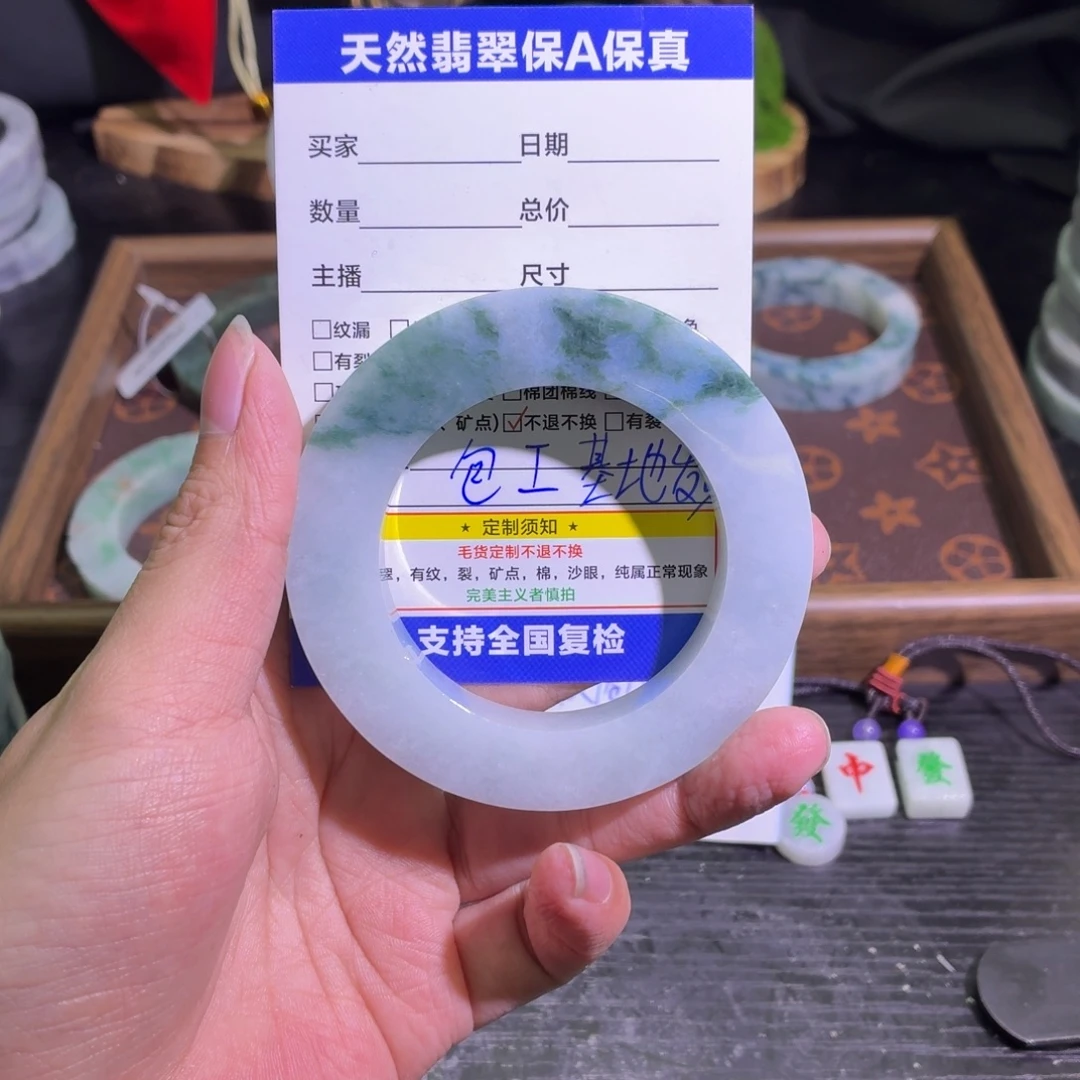 天然翡翠保A保真
买家 日期
数量 总价
主播 尺寸
□纹漏 □
□有裂
□棉团棉线
矿点) ☑不退不换 □有裂
包工 基地发
★ 定制须知 ★
毛货定制不退不换
，有纹，裂，矿点，棉，沙眼，纯属正常现象
完美主义者慎拍
支持全国复检
中 發
發